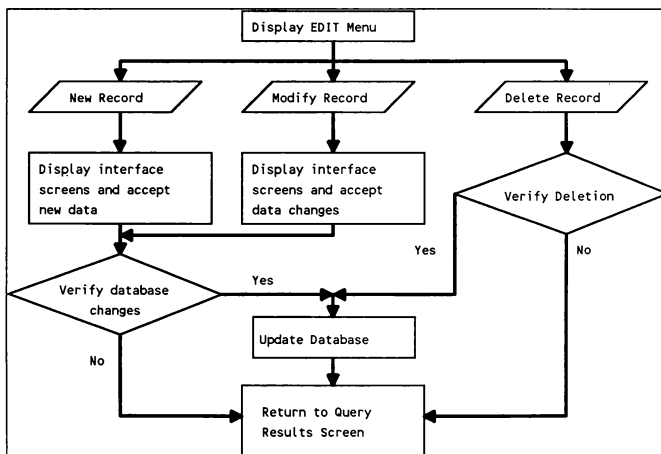 Display EDIT Menu
New Record
Modify Record
Delete Record
Display interface
screens and accept
new data
Display interface
screens and accept
data changes
Verify Deletion
Yes
No
Verify database
changes
Yes
Update Database
No
Return to Query
Results Screen